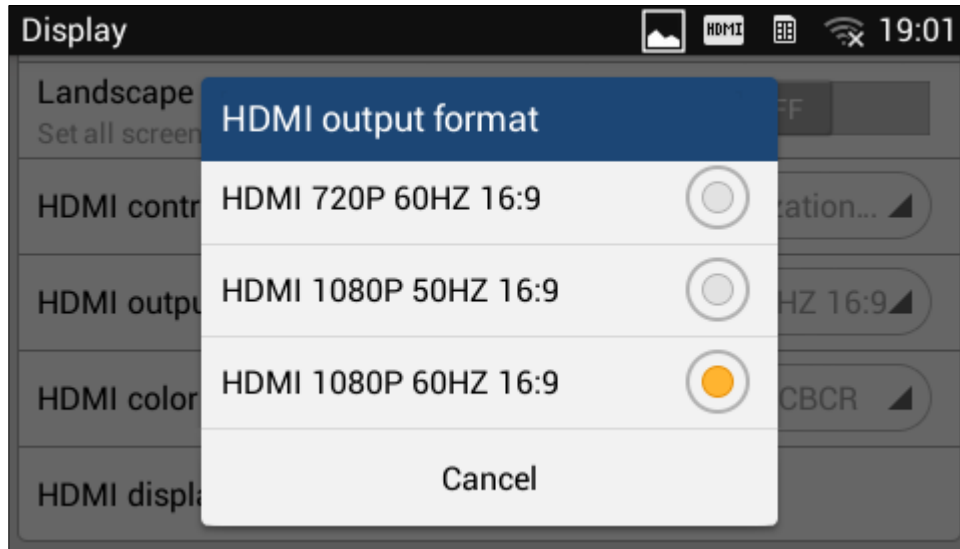 Display
HDMI
19:01
Landscape
Set all screen
FF
HDMI output format
HDMI 720P 60HZ 16:9
HDMI contr
zation...
HDMI 1080P 50HZ 16:9
HDMI outpu
HZ 16:9
HDMI 1080P 60HZ 16:9
HDMI color
CBCR
Cancel
HDMI displa